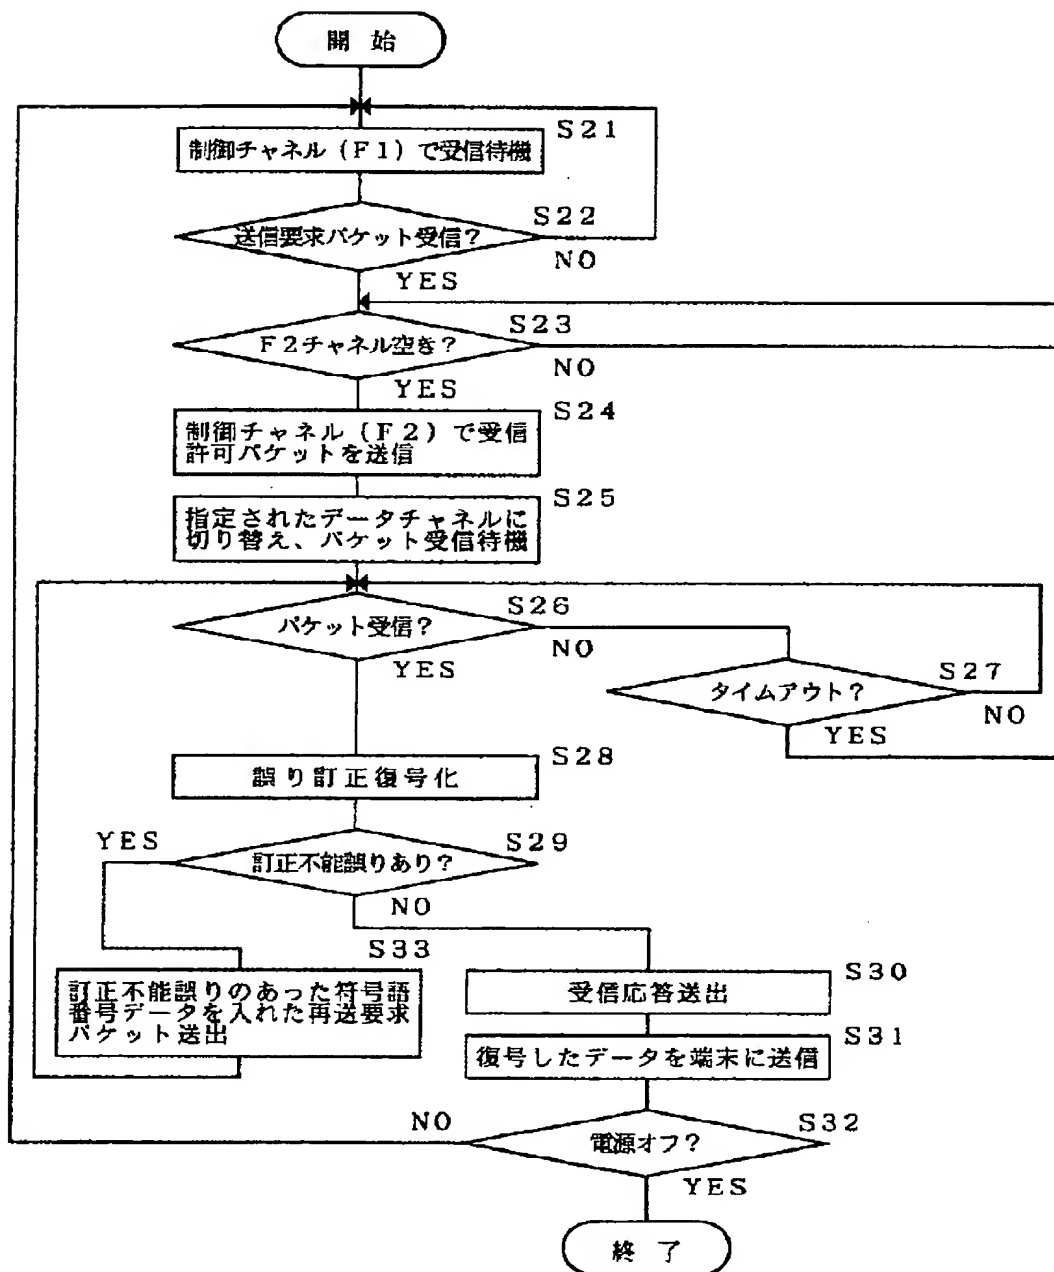 開始
S21
制御チャネル(F1)で受信待機
S22
送信要求パケット受信?
NO
YES
S23
F2チャネル空き?
NO
YES
S24
制御チャネル(F2)で受信
許可パケットを送信
S25
指定されたデータチャネルに
切り替え、パケット受信待機
S26
パケット受信?
NO
YES
S27
タイムアウト?
NO
YES
S28
誤り訂正復号化
YES
S29
訂正不能誤りあり?
NO
S33
訂正不能誤りのあった符号語
番号データを入れた再送要求
パケット送出
S30
受信応答送出
S31
復号したデータを端末に送信
NO
S32
電源オフ?
YES
終了